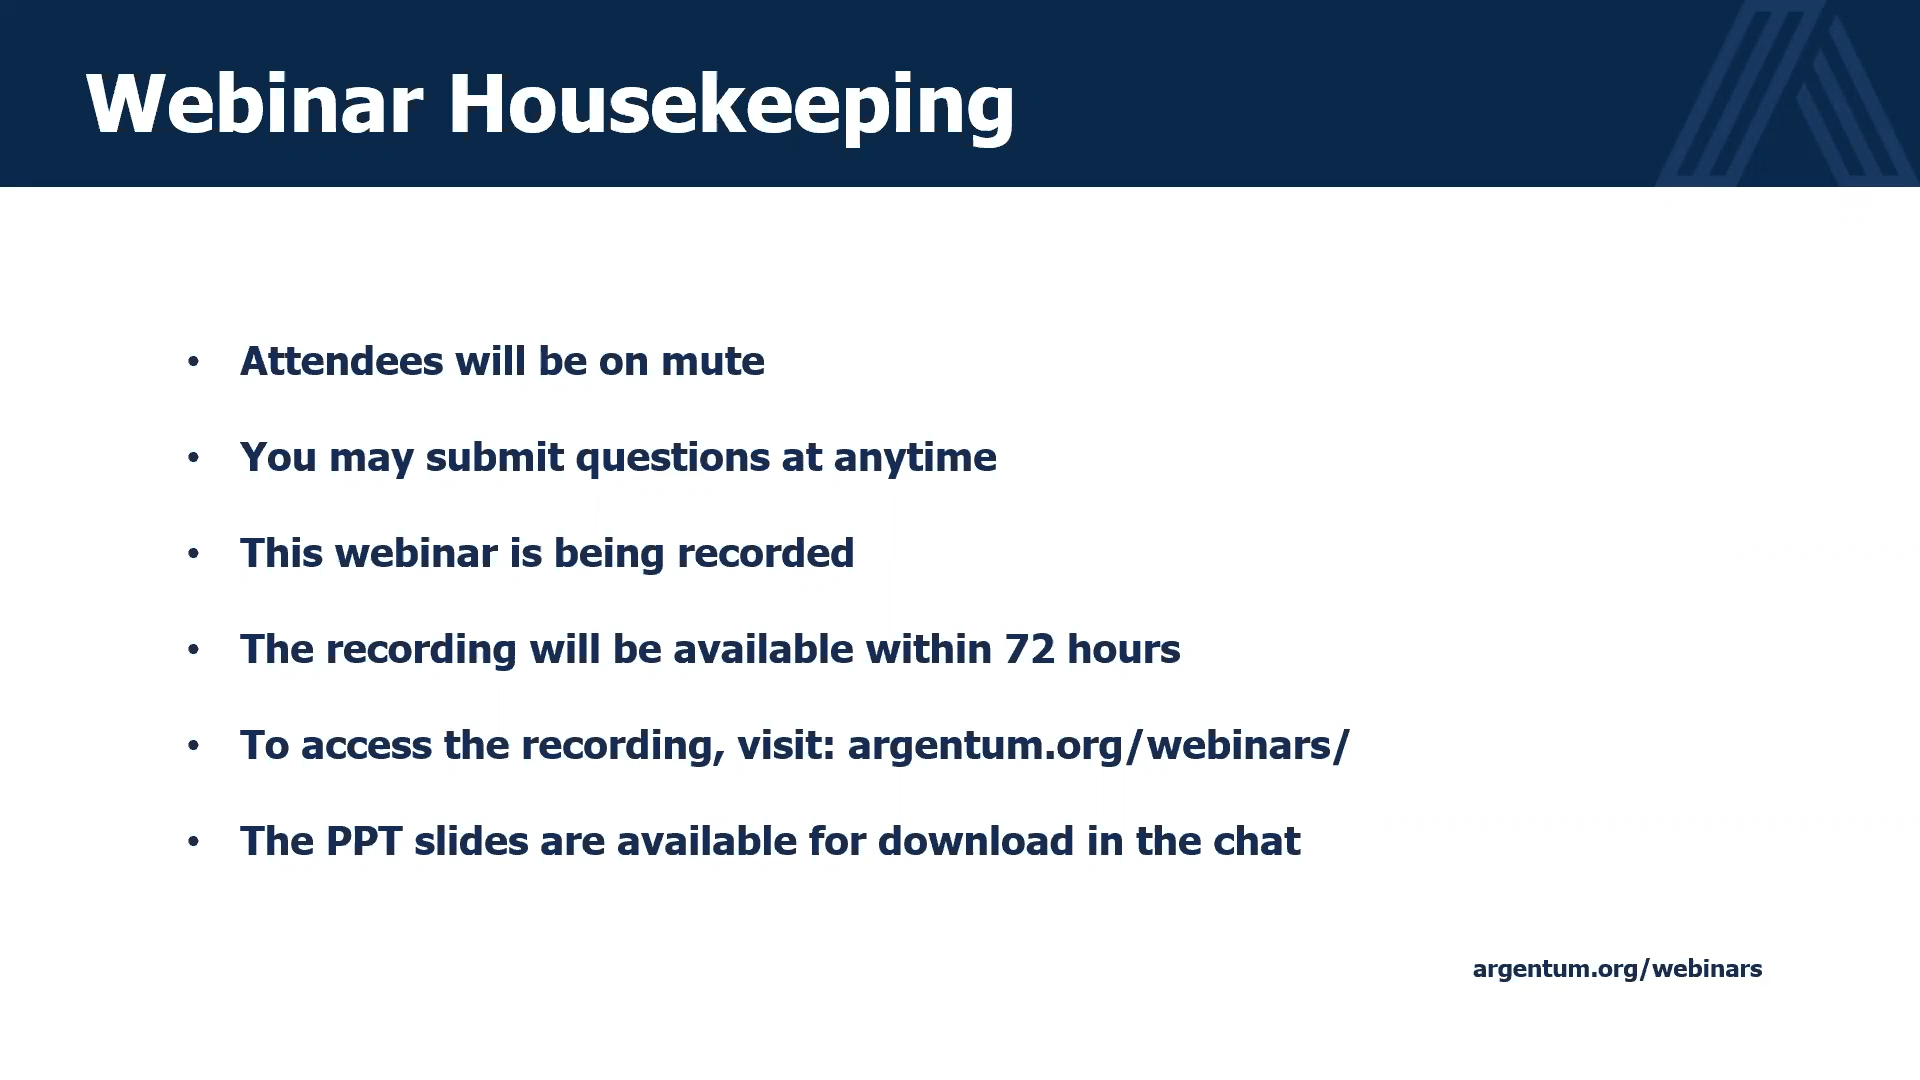 Webinar Housekeeping
• Attendees will be on mute
• You may submit questions at anytime
• This webinar is being recorded
• The recording will be available within 72 hours
• To access the recording, visit: argentum.org/webinars/
• The PPT slides are available for download in the chat
argentum.org/webinars